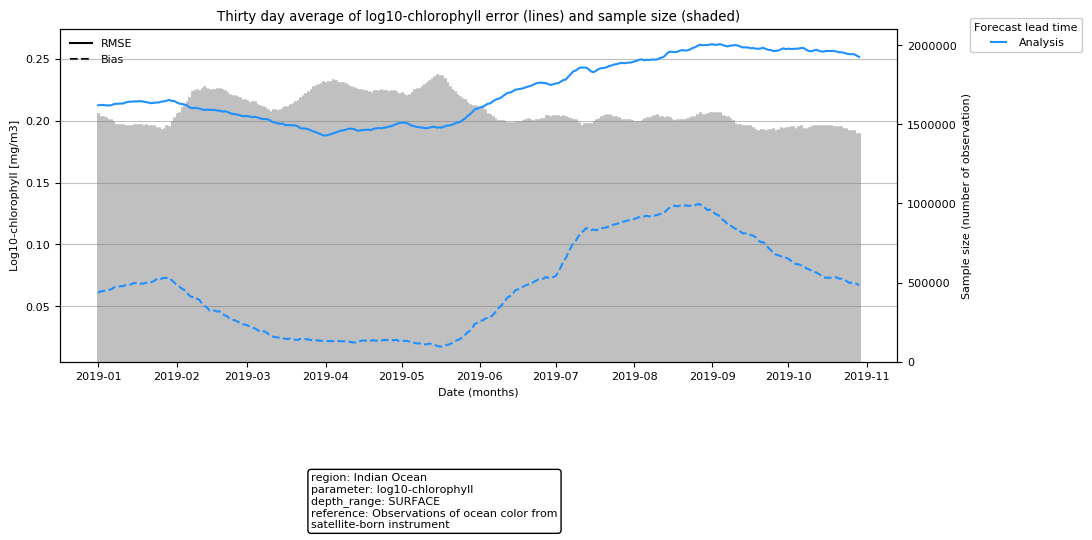 Thirty day average of log10-chlorophyll error (lines) and sample size (shaded)
Forecast lead time
Analysis
RMSE
Bias
0.25
0.20
0.15
0.10
0.05
Log10-chlorophyll [mg/m3]
2000000
1500000
1000000
500000
0
Sample size (number of observation)
2019-01 2019-02 2019-03 2019-04 2019-05 2019-06 2019-07 2019-08 2019-09 2019-10 2019-11
Date (months)
region: Indian Ocean
parameter: log10-chlorophyll
depth_range: SURFACE
reference: Observations of ocean color from
satellite-born instrument